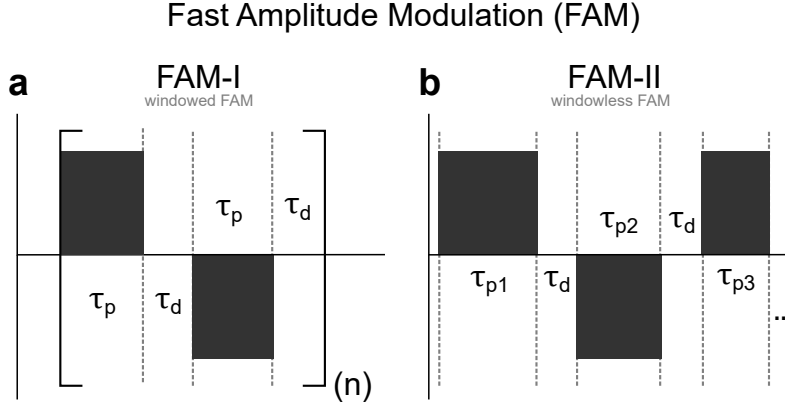 Fast Amplitude Modulation (FAM)
a
FAM-I
windowed FAM
τp
τd
τp
τd
(n)
b
FAM-II
windowless FAM
τp1
τd
τp2
τd
τp3
..